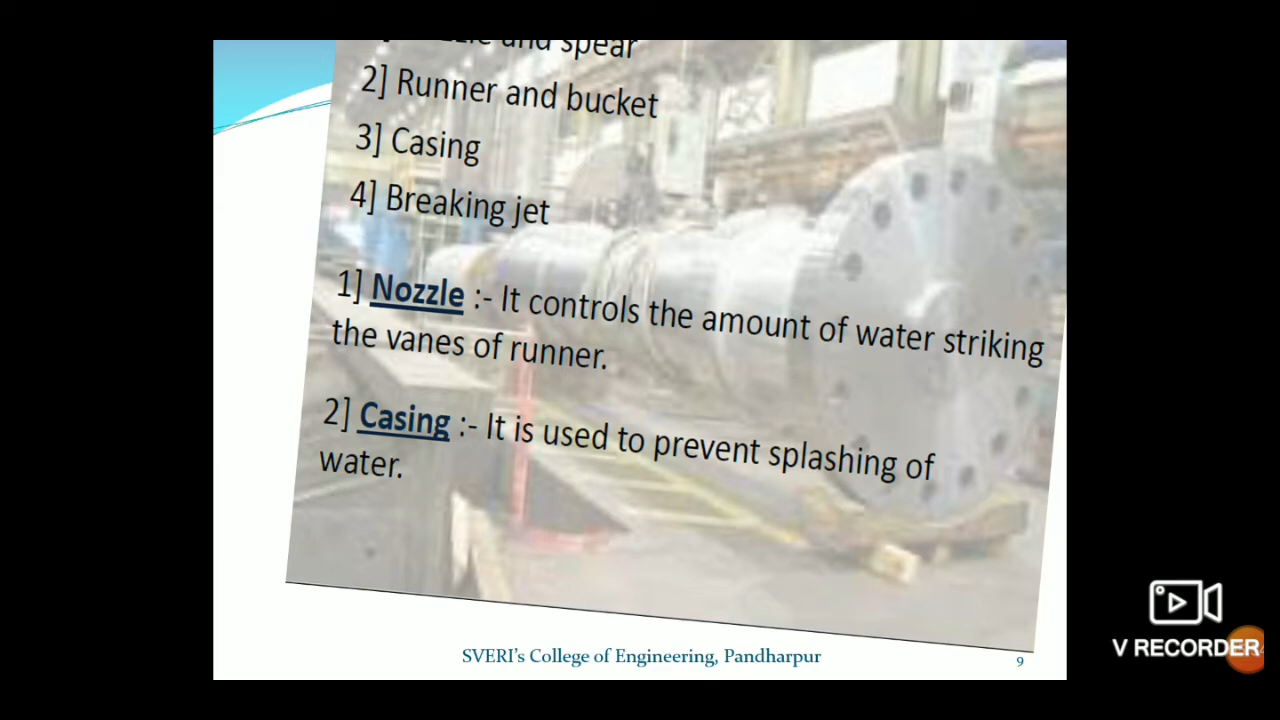 and spear
2] Runner and bucket
3] Casing
4] Breaking jet
1] Nozzle :- It controls the amount of water striking
the vanes of runner.
2] Casing :- It is used to prevent splashing of
water.
SVERI's College of Engineering, Pandharpur
9
V RECORDER